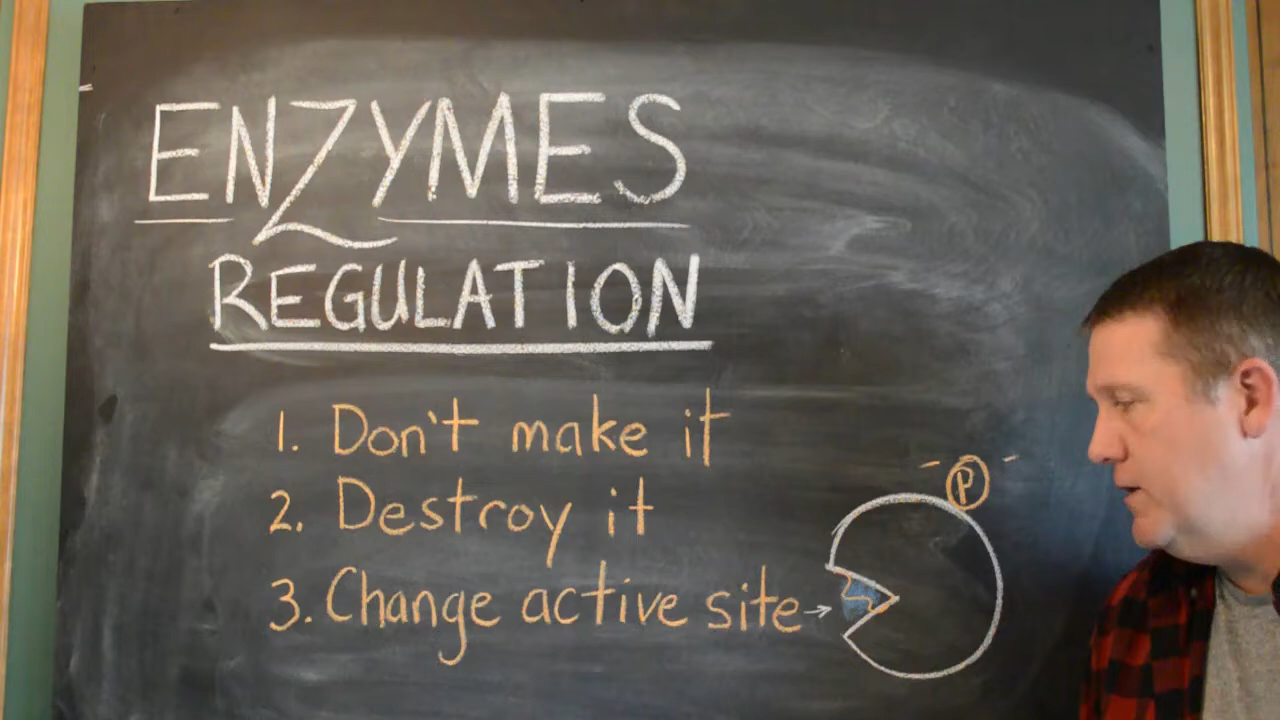 ENZYMES
REGULATION
1. Don't make it
2. Destroy it
3. Change active site →
- P -